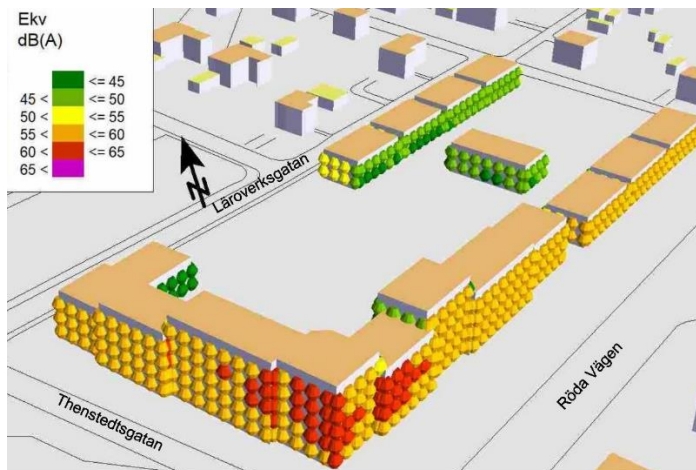 Ekv
dB(A)
<= 45
45 < <= 50
50 < <= 55
55 < <= 60
60 < <= 65
65 <
N
Läroverksgatan
Thenstedtsgatan
Röda Vägen